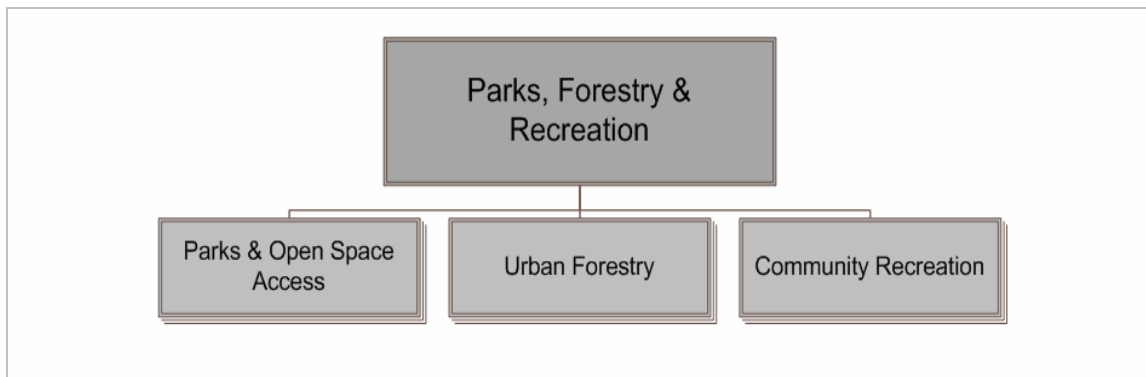 Parks, Forestry &
Recreation
Parks & Open Space
Access
Urban Forestry
Community Recreation